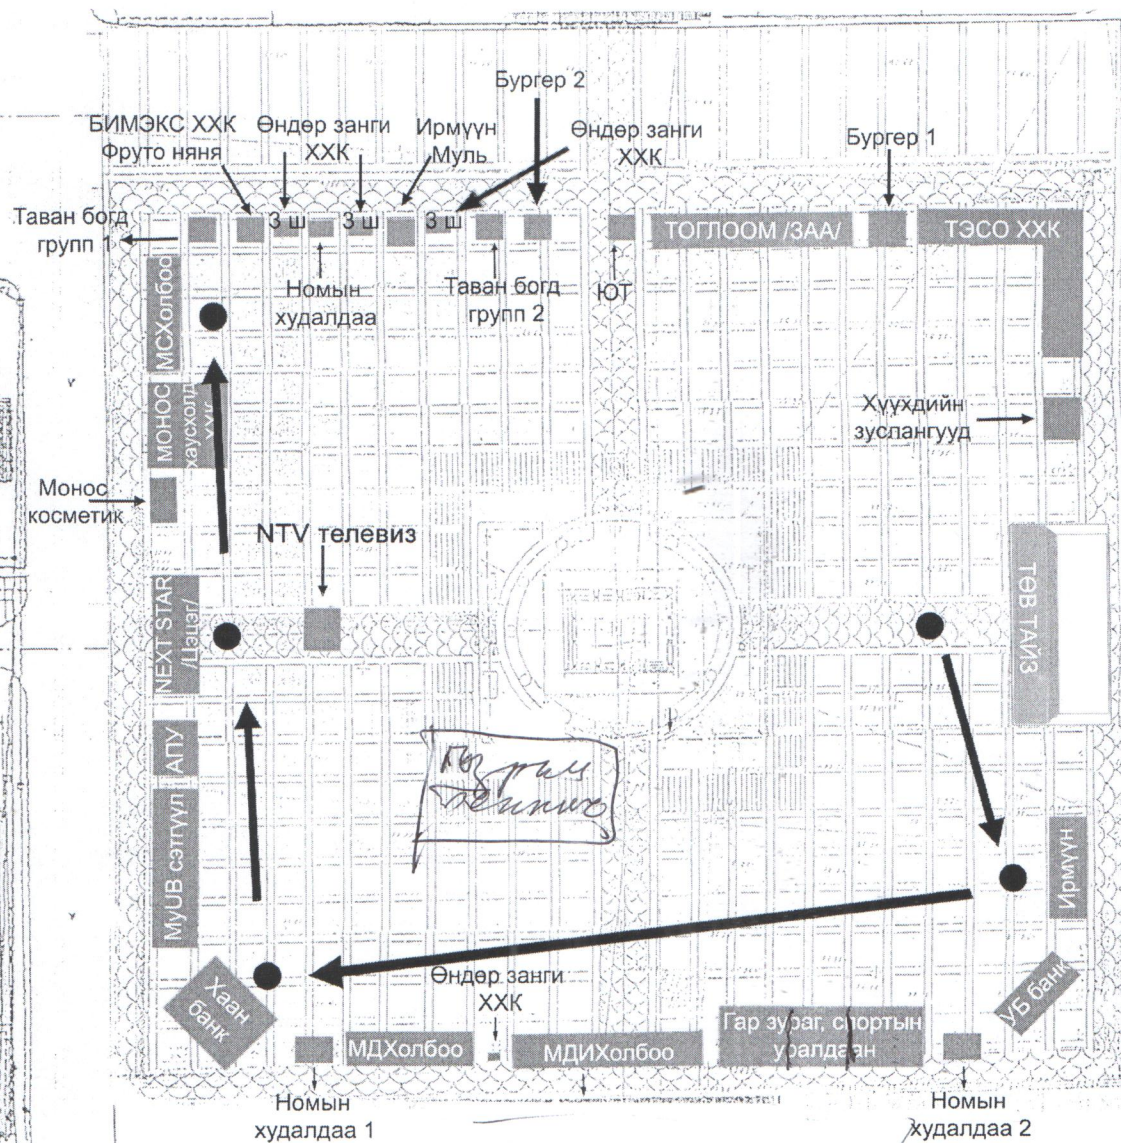 Бургер 2
БИМЭКС ХХК
Фруто няня
Өндөр занги
ХХК
Ирмүүн
Муль
Өндөр занги
ХХК
Бургер 1
Таван богд
групп 1
3 ш
3 ш
3 ш
ТОГЛООМ /ЗАА/
ТЭСО ХХК
Номын
худалдаа
Таван богд
групп 2
ЮТ
МСХолбоо
МОНОС
хаусхолд
ХХК
Хүүхдийн
зуслангууд
Монос
косметик
NTV телевиз
NEXT STAR
/Цэцэг/
ТӨВ ТАЙЗ
АПУ
MyUB сэтгүүл
Ирмүүн
Хаан
банк
Өндөр занги
ХХК
УБ банк
МДХолбоо
МДИХолбоо
Гар зураг, спортын
уралдаан
Номын
худалдаа 1
Номын
худалдаа 2